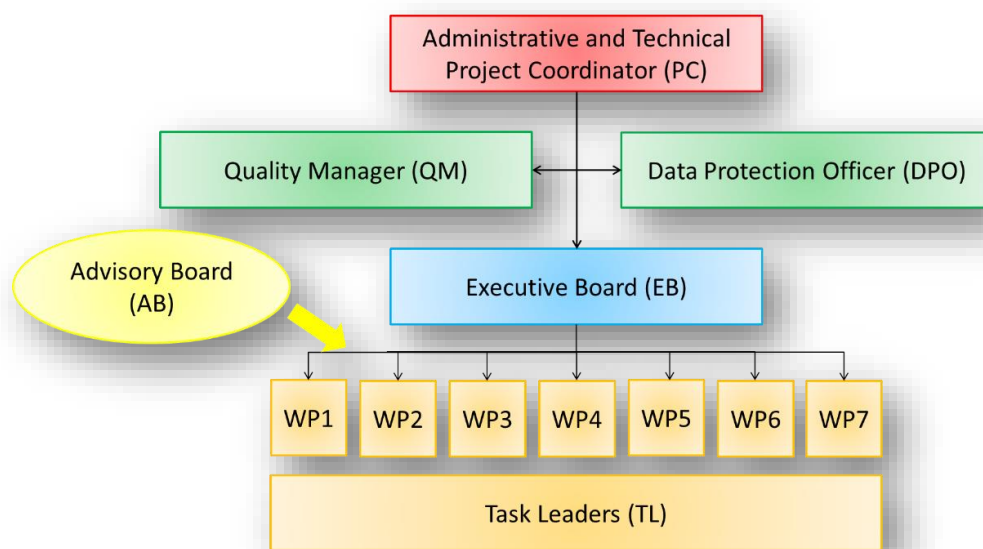 Administrative and Technical
Project Coordinator (PC)
Quality Manager (QM)
Data Protection Officer (DPO)
Advisory Board
(AB)
Executive Board (EB)
WP1
WP2
WP3
WP4
WP5
WP6
WP7
Task Leaders (TL)